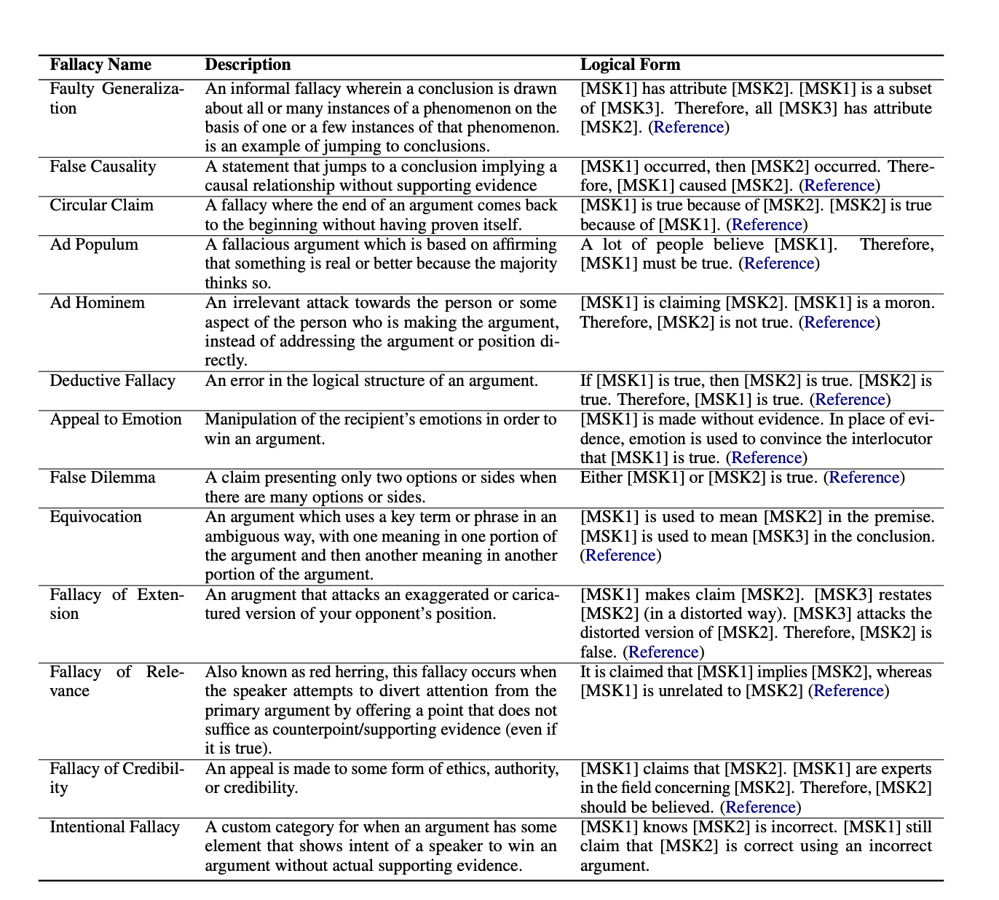 Fallacy Name Description Logical Form
Faulty Generaliza- An informal fallacy wherein a conclusion is drawn [MSK1] has attribute [MSK2]. [MSK1] is a subset
tion about all or many instances of a phenomenon on the of [MSK3]. Therefore, all [MSK3] has attribute
basis of one or a few instances of that phenomenon. [MSK2]. (Reference)
is an example of jumping to conclusions.
False Causality A statement that jumps to a conclusion implying a [MSK1] occurred, then [MSK2] occurred. There-
causal relationship without supporting evidence fore, [MSK1] caused [MSK2]. (Reference)
Circular Claim A fallacy where the end of an argument comes back [MSK1] is true because of [MSK2]. [MSK2] is true
to the beginning without having proven itself. because of [MSK1]. (Reference)
Ad Populum A fallacious argument which is based on affirming A lot of people believe [MSK1]. Therefore,
that something is real or better because the majority [MSK1] must be true. (Reference)
thinks so.
Ad Hominem An irrelevant attack towards the person or some [MSK1] is claiming [MSK2]. [MSK1] is a moron.
aspect of the person who is making the argument, Therefore, [MSK2] is not true. (Reference)
instead of addressing the argument or position di-
rectly.
Deductive Fallacy An error in the logical structure of an argument. If [MSK1] is true, then [MSK2] is true. [MSK2] is
true. Therefore, [MSK1] is true. (Reference)
Appeal to Emotion Manipulation of the recipient's emotions in order to [MSK1] is made without evidence. In place of evi-
win an argument. dence, emotion is used to convince the interlocutor
that [MSK1] is true. (Reference)
False Dilemma A claim presenting only two options or sides when Either [MSK1] or [MSK2] is true. (Reference)
there are many options or sides.
Equivocation An argument which uses a key term or phrase in an [MSK1] is used to mean [MSK2] in the premise.
ambiguous way, with one meaning in one portion of [MSK1] is used to mean [MSK3] in the conclusion.
the argument and then another meaning in another (Reference)
portion of the argument.
Fallacy of Exten- An arugment that attacks an exaggerated or carica- [MSK1] makes claim [MSK2]. [MSK3] restates
sion tured version of your opponent's position. [MSK2] (in a distorted way). [MSK3] attacks the
distorted version of [MSK2]. Therefore, [MSK2] is
false. (Reference)
Fallacy of Rele- Also known as red herring, this fallacy occurs when It is claimed that [MSK1] implies [MSK2], whereas
vance the speaker attempts to divert attention from the [MSK1] is unrelated to [MSK2] (Reference)
primary argument by offering a point that does not
suffice as counterpoint/supporting evidence (even if
it is true).
Fallacy of Credibil- An appeal is made to some form of ethics, authority, [MSK1] claims that [MSK2]. [MSK1] are experts
ity or credibility. in the field concerning [MSK2]. Therefore, [MSK2]
should be believed. (Reference)
Intentional Fallacy A custom category for when an argument has some [MSK1] knows [MSK2] is incorrect. [MSK1] still
element that shows intent of a speaker to win an claim that [MSK2] is correct using an incorrect
argument without actual supporting evidence. argument.